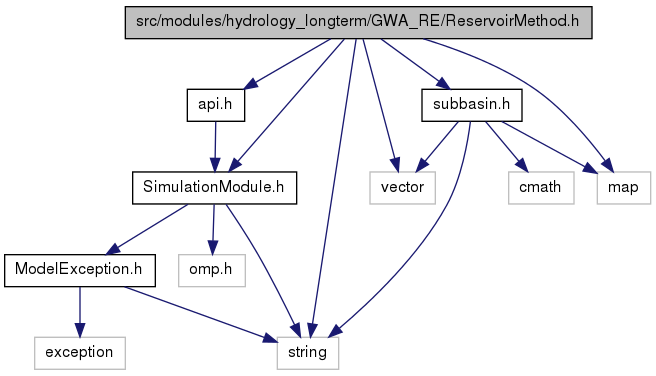 src/modules/hydrology_longterm/GWA_RE/ReservoirMethod.h
api.h
subbasin.h
SimulationModule.h
vector
cmath
map
ModelException.h
omp.h
exception
string